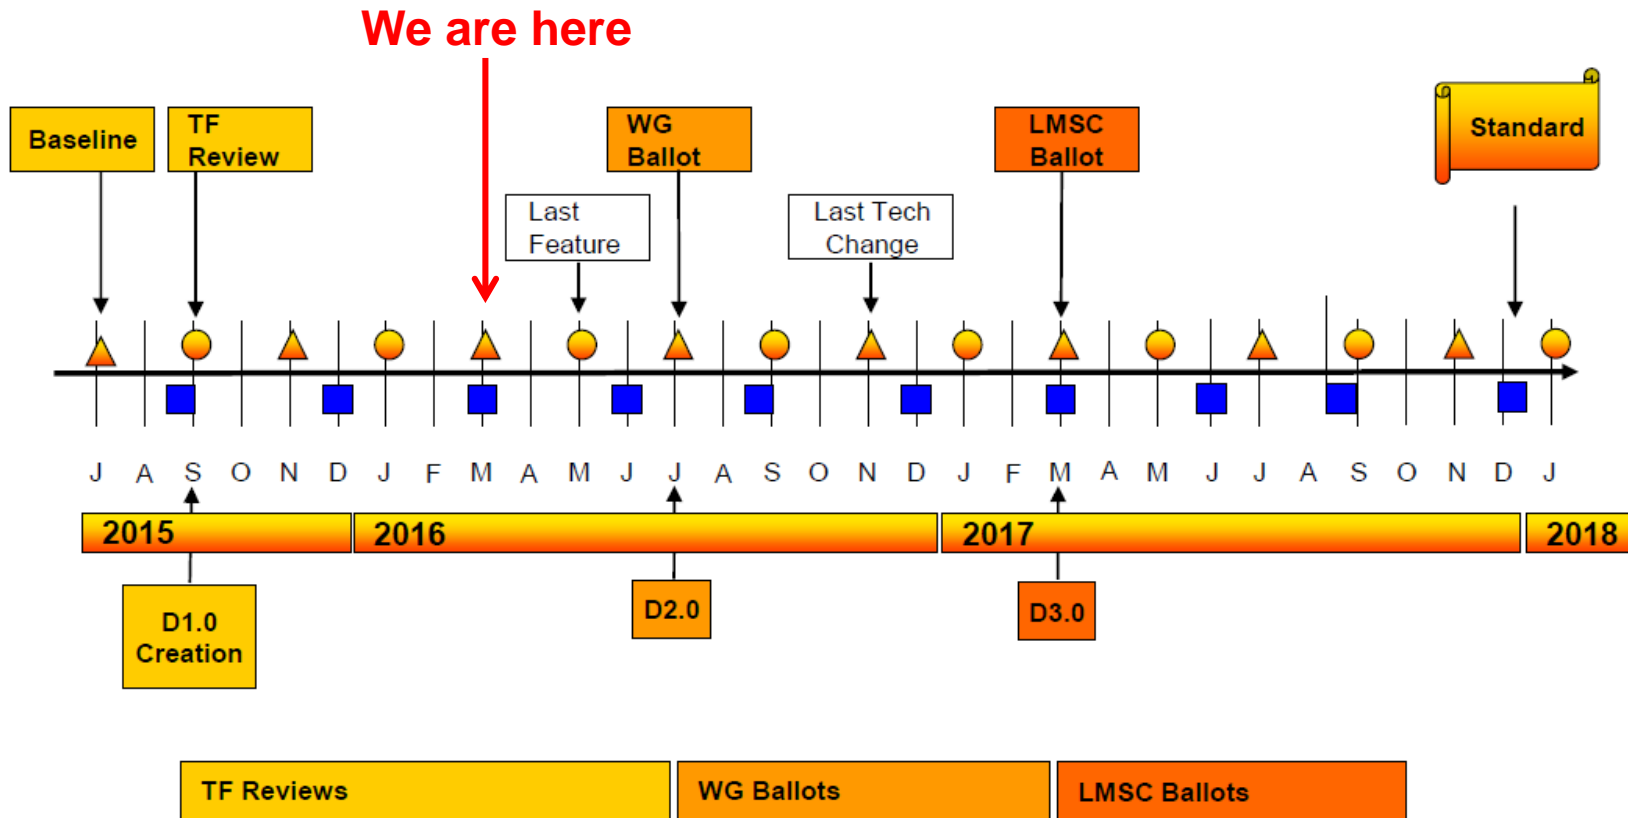 We are here
Baseline
TF
Review
WG
Ballot
LMSC
Ballot
Standard
Last
Feature
Last Tech
Change
J A S O N D J F M A M J J A S O N D J F M A M J J A S O N D J
2015 2016 2017 2018
D1.0
Creation
D2.0
D3.0
TF Reviews WG Ballots LMSC Ballots